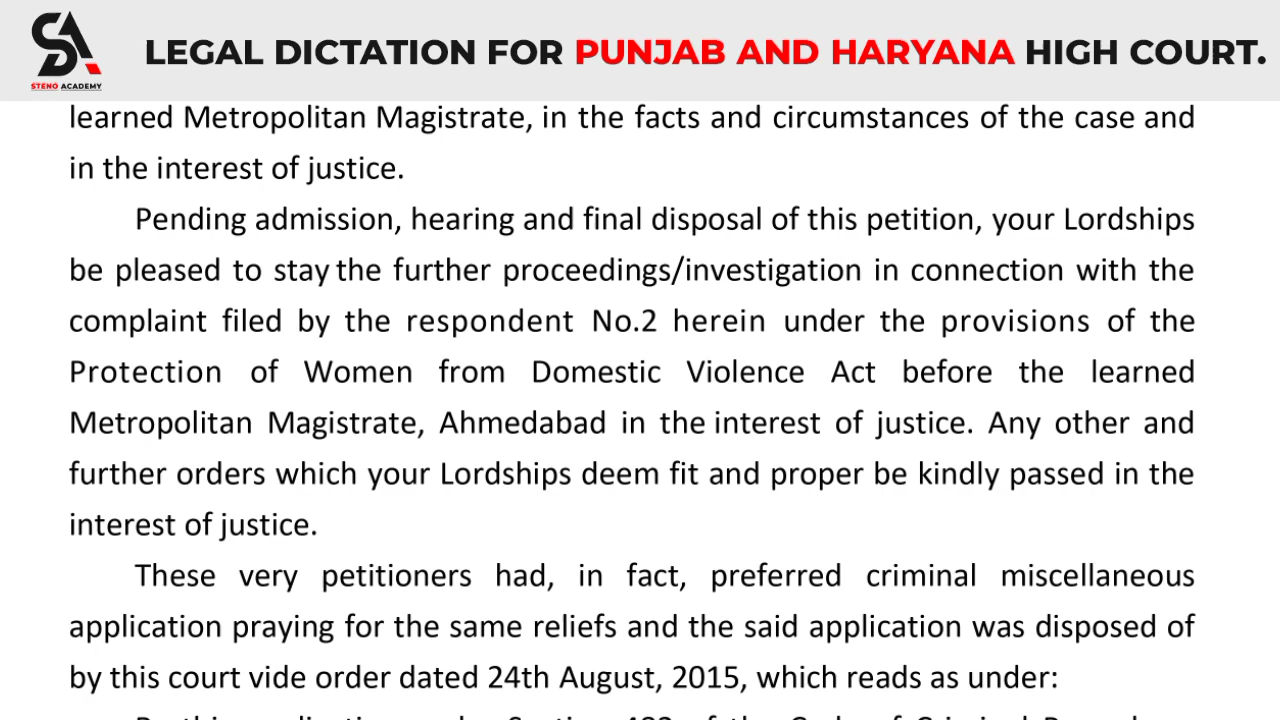 STENO ACADEMY
LEGAL DICTATION FOR PUNJAB AND HARYANA HIGH COURT.
learned Metropolitan Magistrate, in the facts and circumstances of the case and
in the interest of justice.
Pending admission, hearing and final disposal of this petition, your Lordships
be pleased to stay the further proceedings/investigation in connection with the
complaint filed by the respondent No.2 herein under the provisions of the
Protection of Women from Domestic Violence Act before the learned
Metropolitan Magistrate, Ahmedabad in the interest of justice. Any other and
further orders which your Lordships deem fit and proper be kindly passed in the
interest of justice.
These very petitioners had, in fact, preferred criminal miscellaneous
application praying for the same reliefs and the said application was disposed of
by this court vide order dated 24th August, 2015, which reads as under: